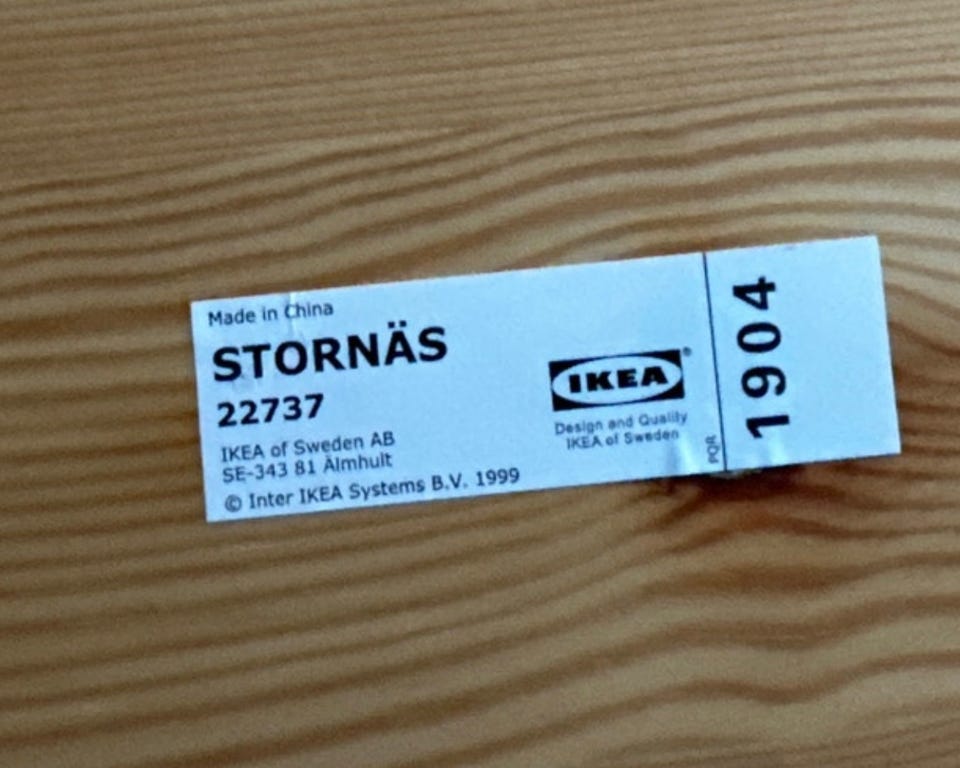 Made in China
STORNÄS
22737
IKEA of Sweden AB
SE-343 81 Älmhult
© Inter IKEA Systems B.V. 1999
IKEA®
Design and Quality
IKEA of Sweden
PQR
1904